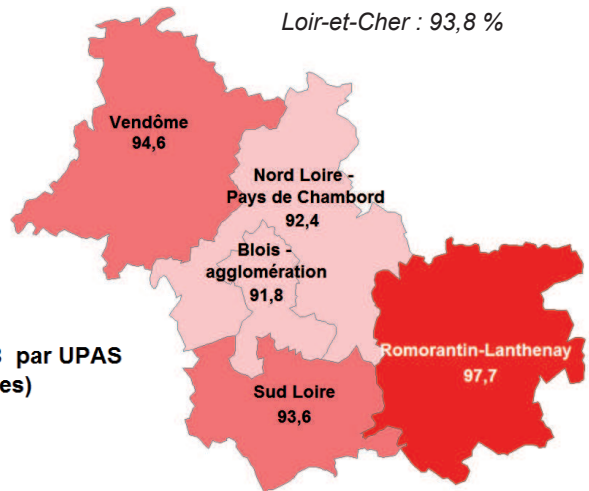 Loir-et-Cher : 93,8 %
Vendôme
94,6
Nord Loire -
Pays de Chambord
92,4
Blois -
agglomération
91,8
par UPAS
es)
Romorantin-Lanthenay
97,7
Sud Loire
93,6